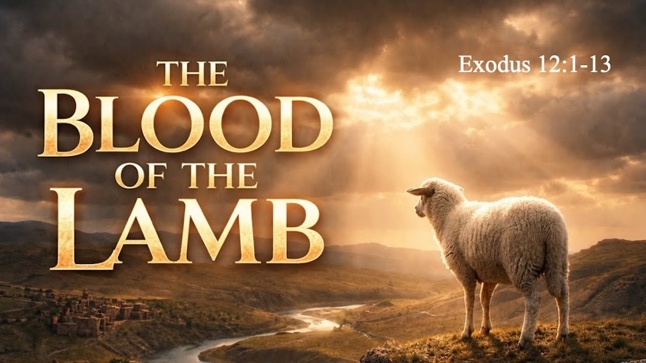 THE
BLOOD
OF THE
LAMB
Exodus 12:1-13